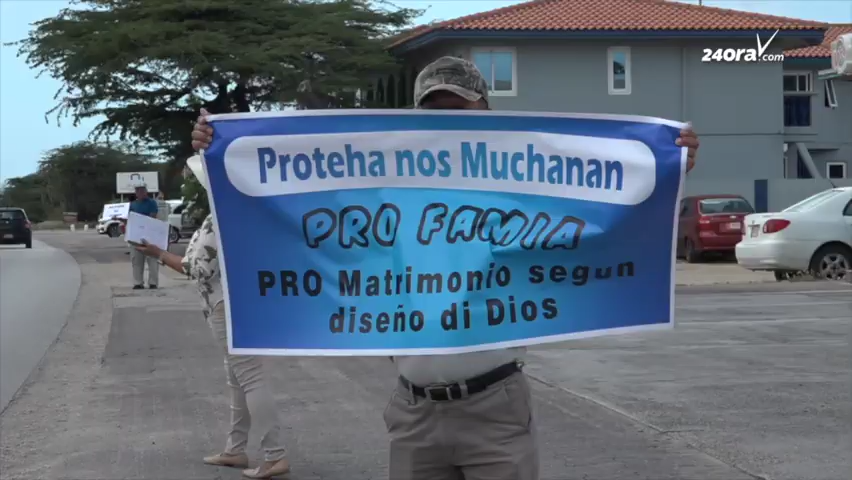 24ora.com
Proteha nos Muchanan
PRO FAMIA
PRO Matrimonio segun
diseño di Dios